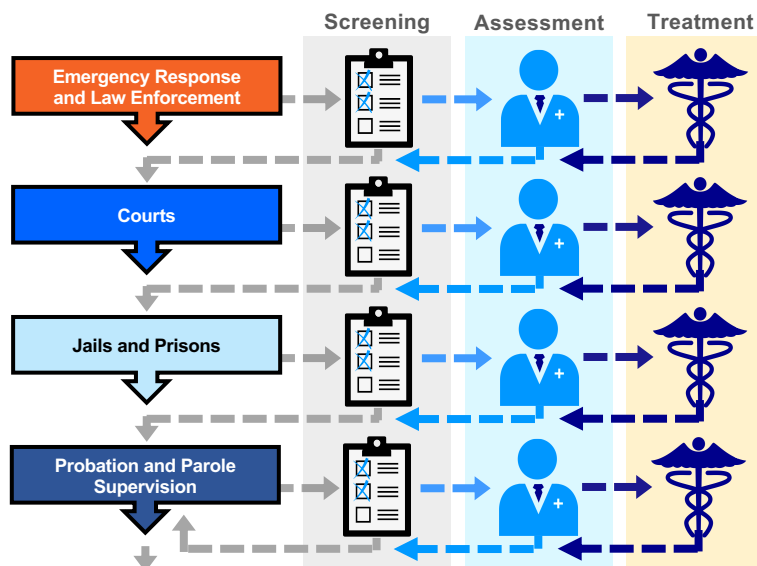 Screening Assessment Treatment
Emergency Response
and Law Enforcement
Courts
Jails and Prisons
Probation and Parole
Supervision